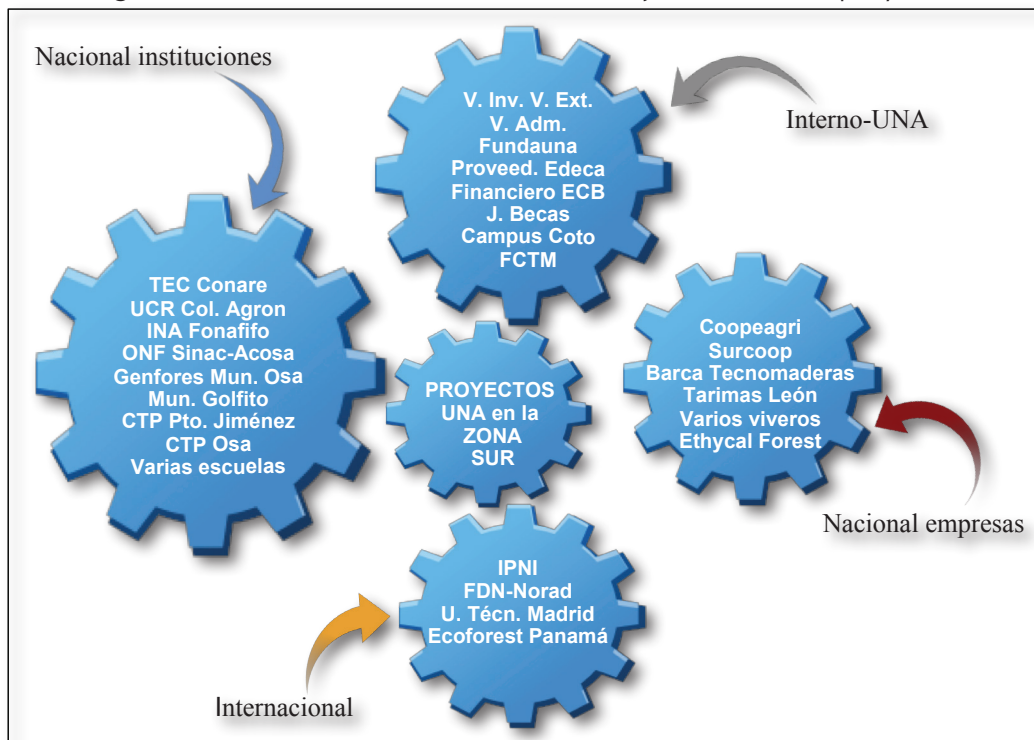 Nacional instituciones
V. Inv. V. Ext.
V. Adm.
Fundauna
Proveed. Edeca
Financiero ECB
J. Becas
Campus Coto
FCTM
Interno-UNA
TEC Conare
UCR Col. Agron
INA Fonafifo
ONF Sinac-Acosa
Genfores Mun. Osa
Mun. Golfito
CTP Pto. Jiménez
CTP Osa
Varias escuelas
PROYECTOS
UNA en la
ZONA
SUR
Coopeagri
Surcoop
Barca Tecnomaderas
Tarimas León
Varios viveros
Ethycal Forest
Nacional empresas
IPNI
FDN-Norad
U. Técn. Madrid
Ecoforest Panamá
Internacional